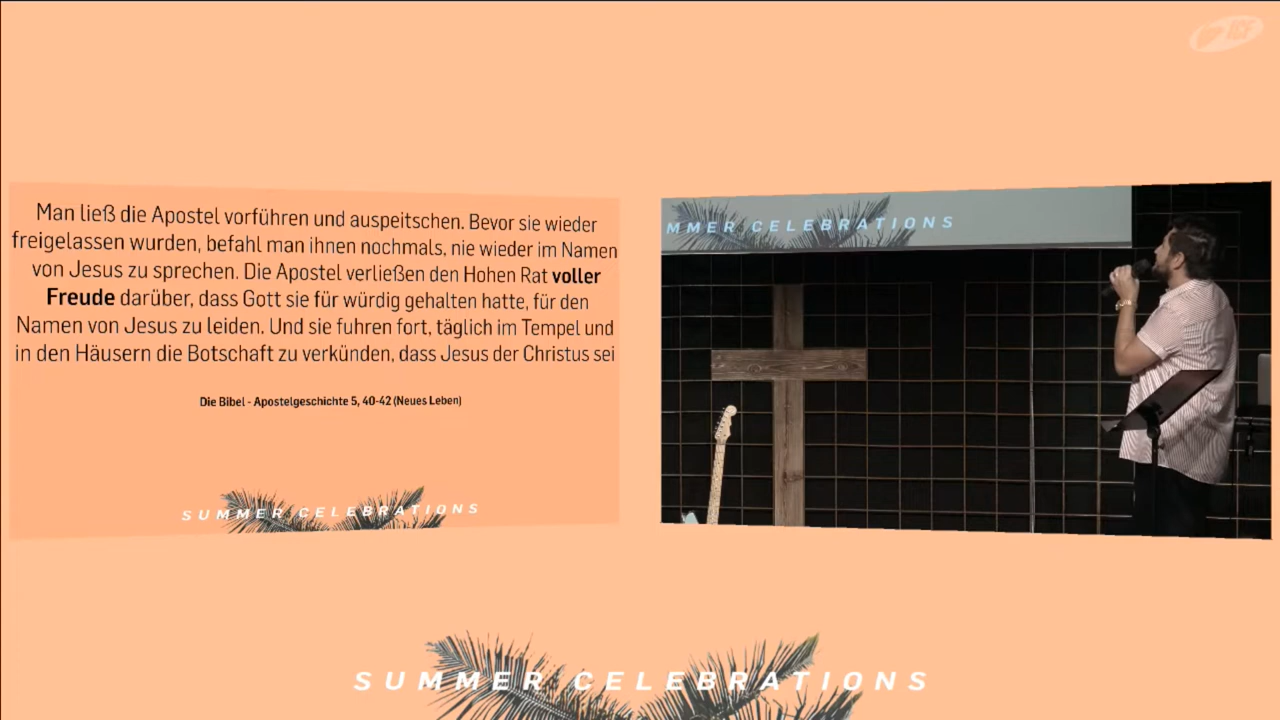 ICF
Man ließ die Apostel vorführen und auspeitschen. Bevor sie wieder
freigelassen wurden, befahl man ihnen nochmals, nie wieder im Namen
von Jesus zu sprechen. Die Apostel verließen den Hohen Rat voller
Freude darüber, dass Gott sie für würdig gehalten hatte, für den
Namen von Jesus zu leiden. Und sie fuhren fort, täglich im Tempel und
in den Häusern die Botschaft zu verkünden, dass Jesus der Christus sei
Die Bibel - Apostelgeschichte 5, 40-42 (Neues Leben)
SUMMER CELEBRATIONS
MMER CELEBRATIONS
SUMMER CELEBRATIONS